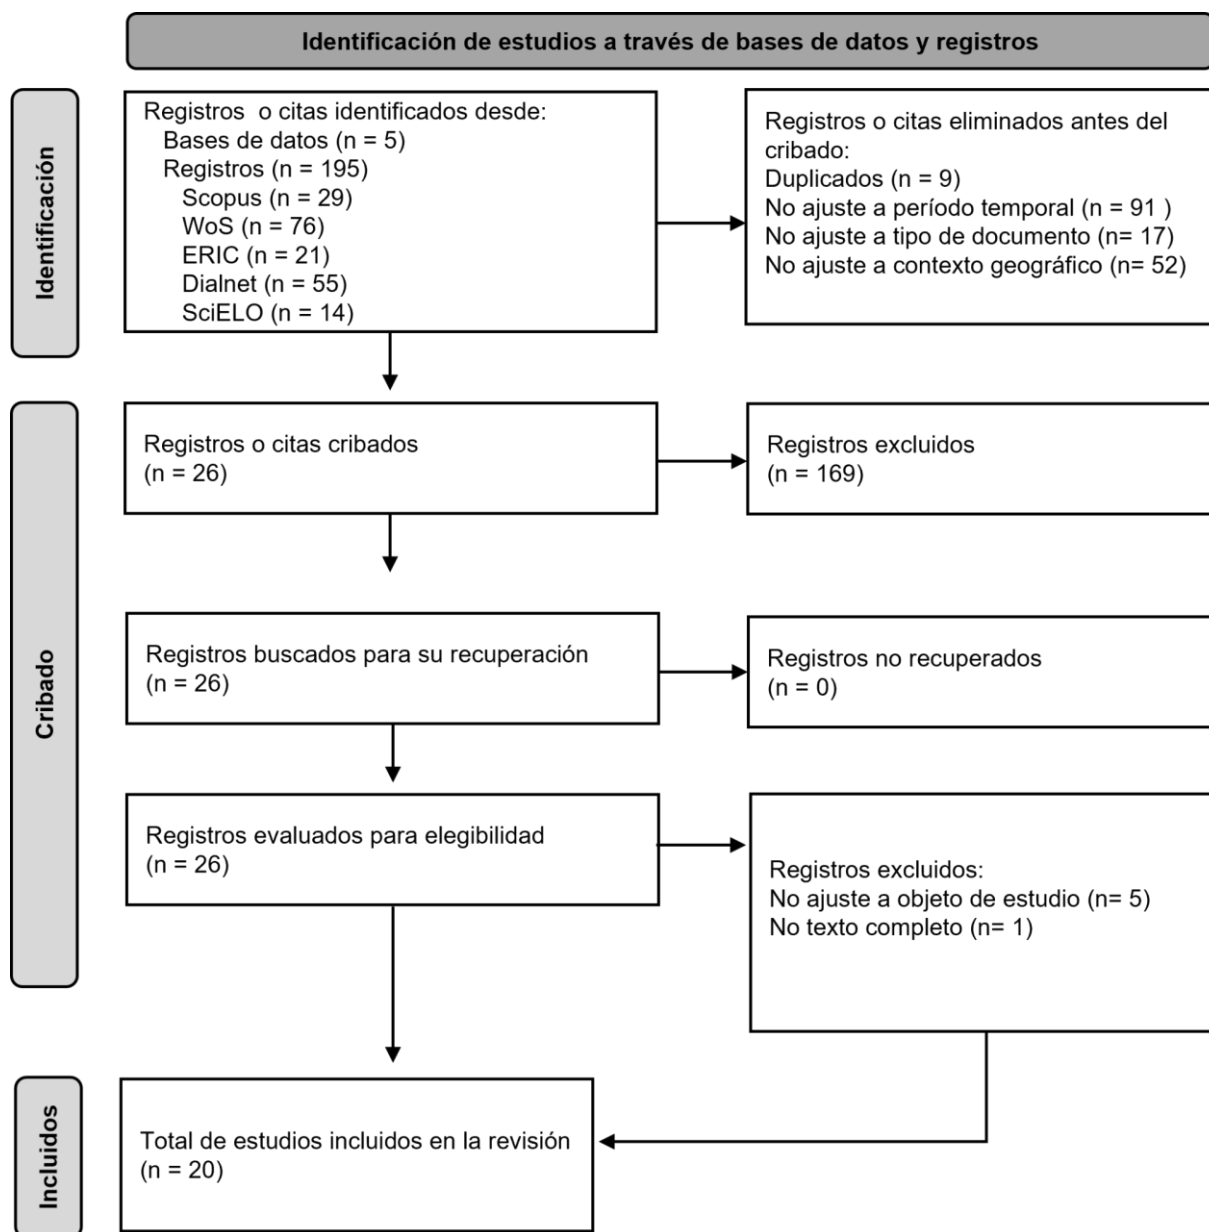 Identificación de estudios a través de bases de datos y registros
Identificación
Registros o citas identificados desde:
Bases de datos (n = 5)
Registros (n = 195)
Scopus (n = 29)
WoS (n = 76)
ERIC (n = 21)
Dialnet (n = 55)
SciELO (n = 14)
Registros o citas eliminados antes del
cribado:
Duplicados (n = 9)
No ajuste a período temporal (n = 91 )
No ajuste a tipo de documento (n= 17)
No ajuste a contexto geográfico (n= 52)
Cribado
Registros o citas cribados
(n = 26)
Registros excluidos
(n = 169)
Registros buscados para su recuperación
(n = 26)
Registros no recuperados
(n = 0)
Registros evaluados para elegibilidad
(n = 26)
Registros excluidos:
No ajuste a objeto de estudio (n= 5)
No texto completo (n= 1)
Incluidos
Total de estudios incluidos en la revisión
(n = 20)